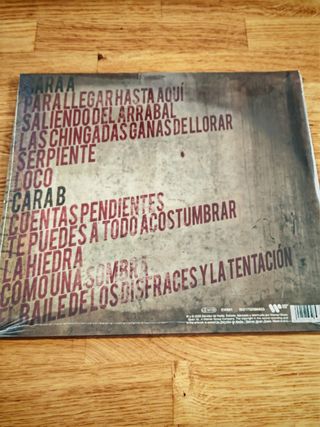 CARA A
PARA LLEGAR HASTA AQUÍ
SALIENDO DEL ARRABAL
LAS CHINGADAS GANAS DE LLORAR
SERPIENTE
LOCO
CARA B
CUENTAS PENDIENTES
TE PUEDES A TODO ACOSTUMBRAR
LA HIEDRA
COMO UNA SOMBRA
EL BAILE DE LOS DISFRACES Y LA TENTACIÓN